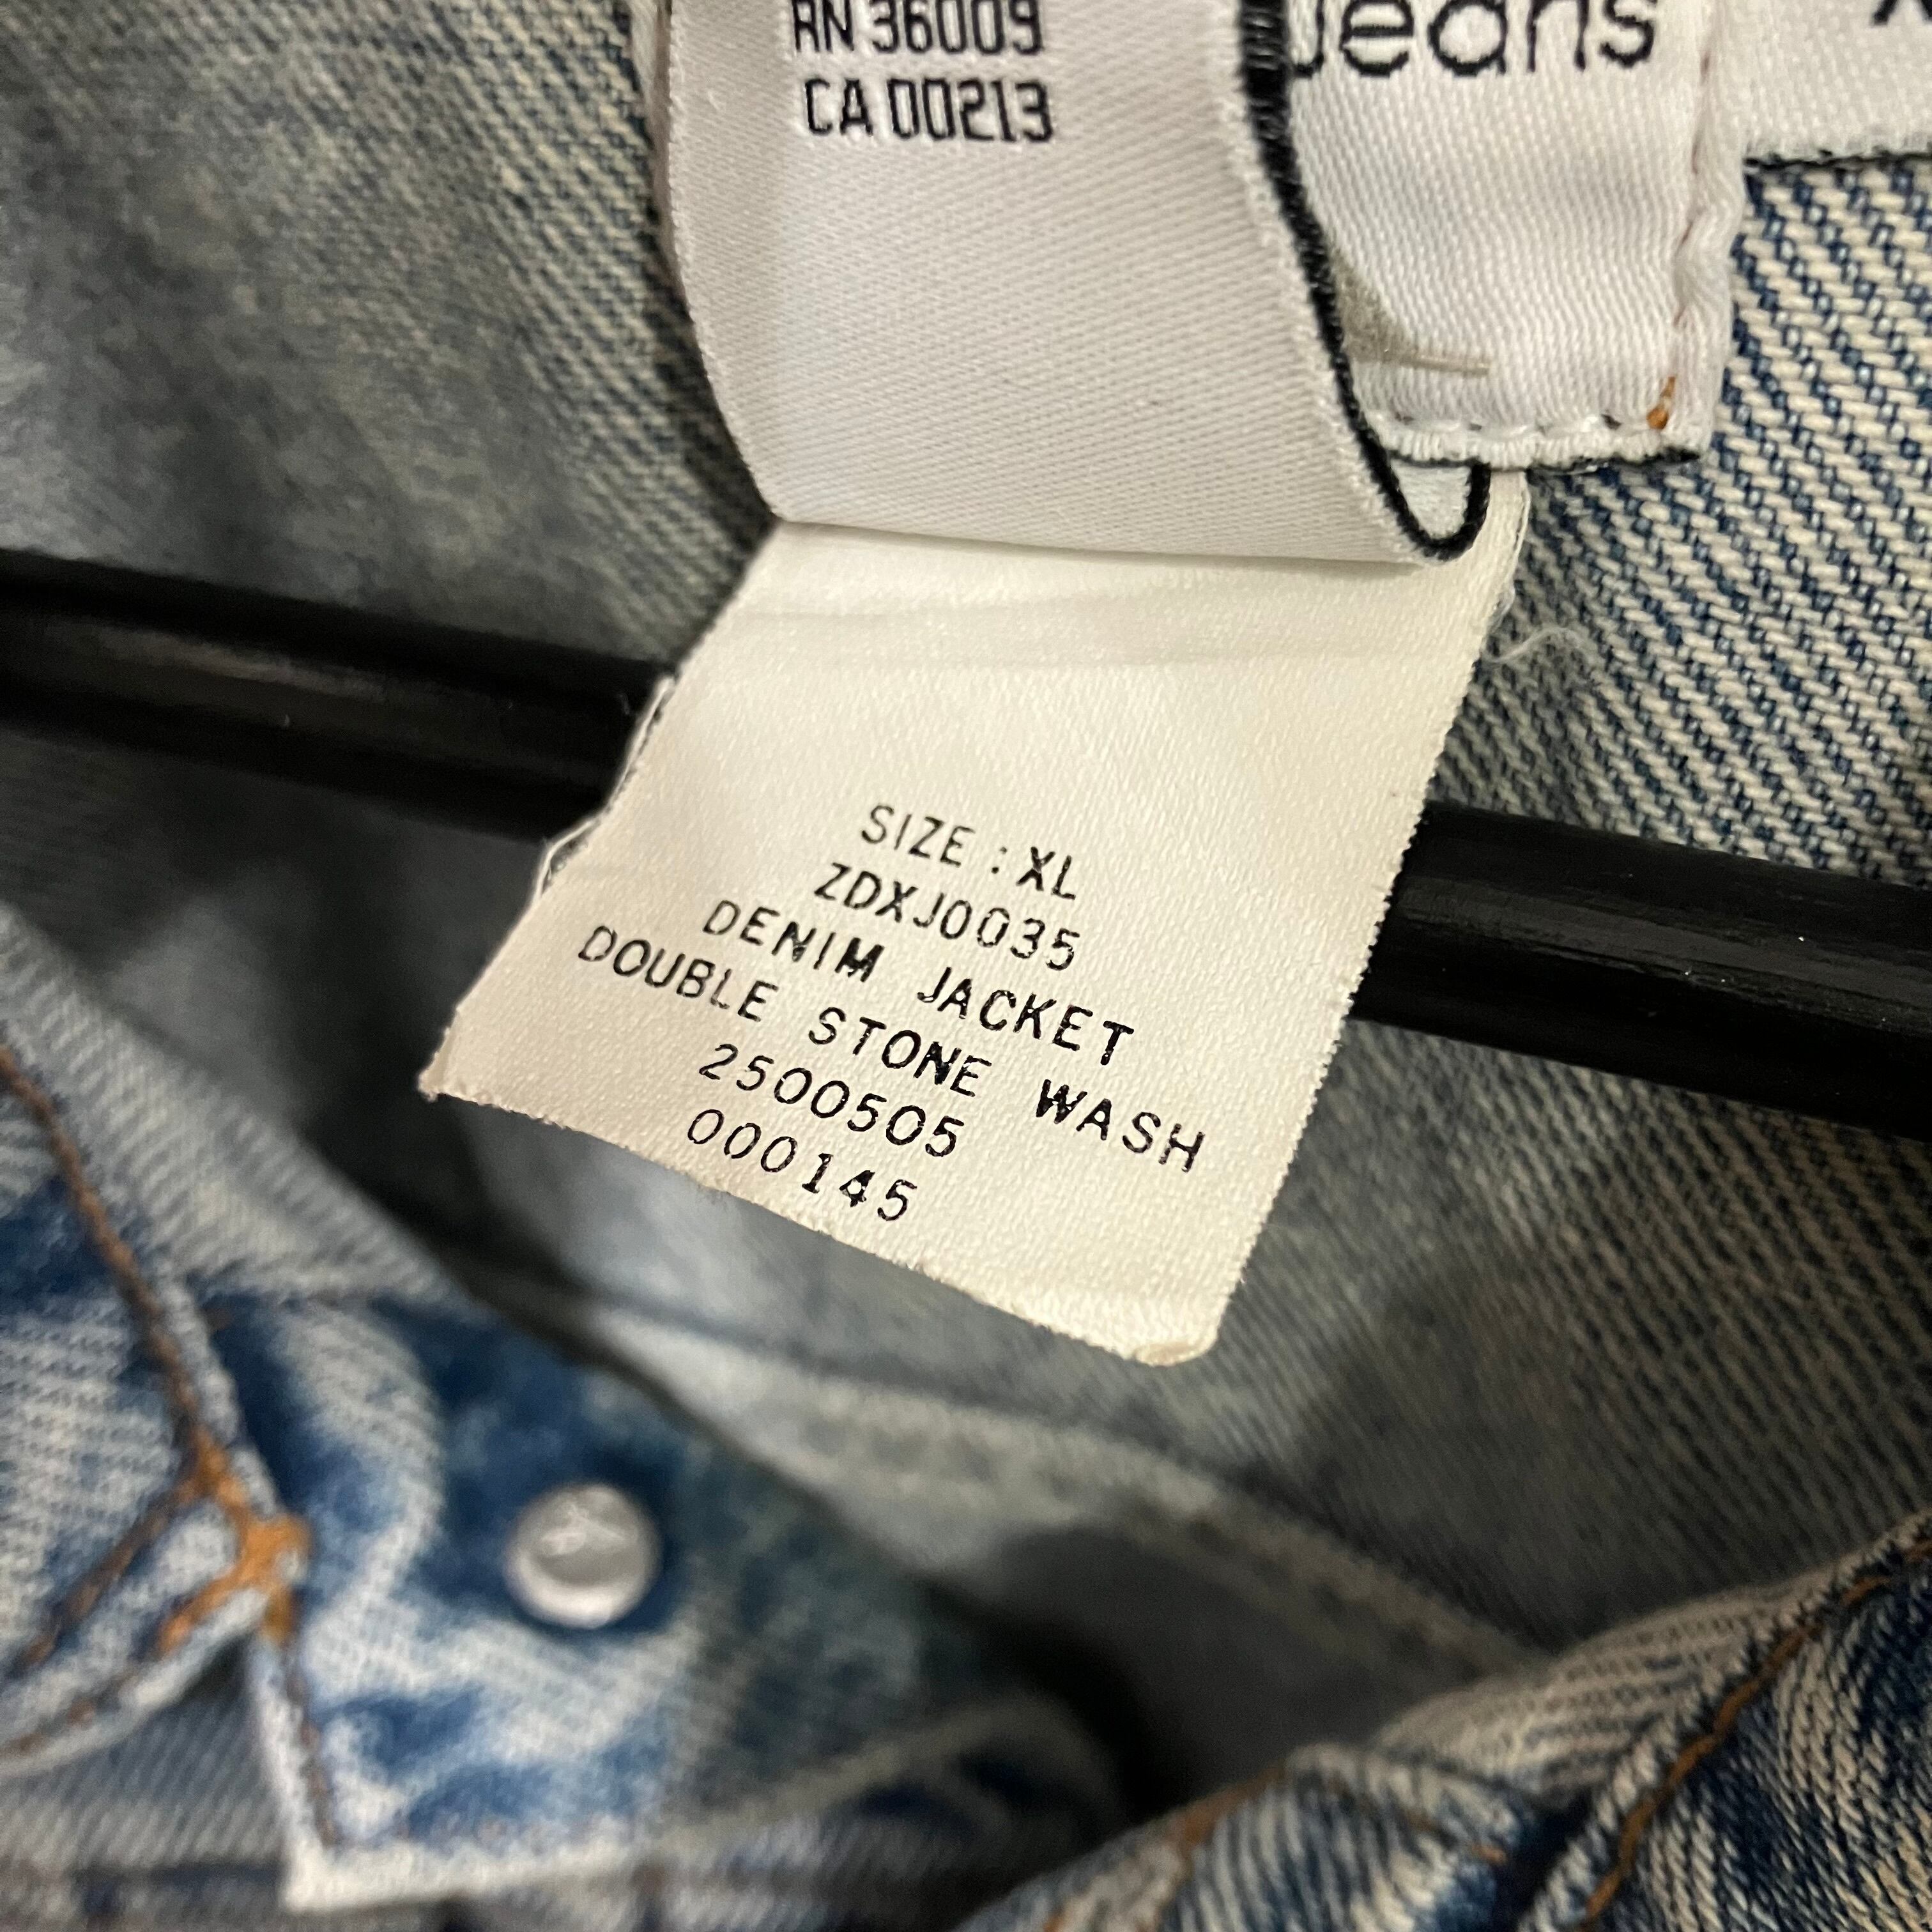 RN 36009
CA 00213
Jeans
SIZE : XL
ZDXJ0035
DENIM JACKET
DOUBLE STONE WASH
2500505
000145